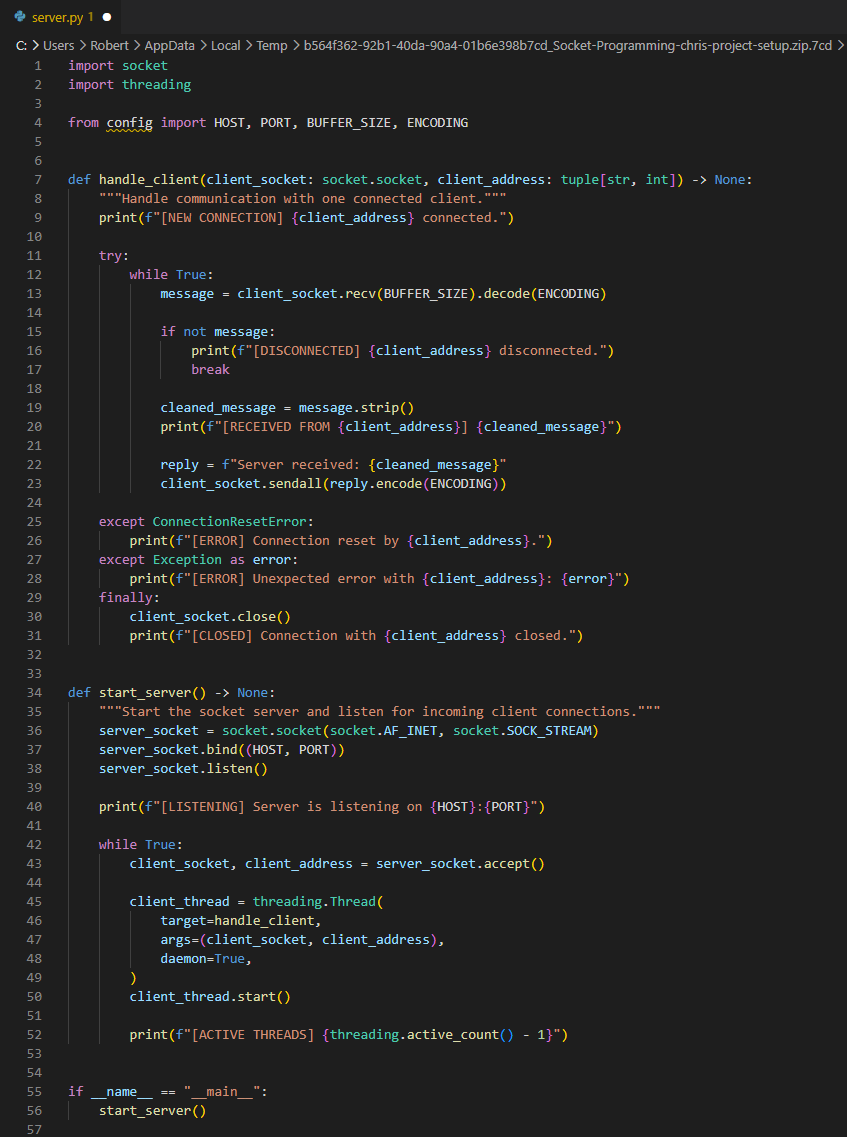 server.py 1
C: > Users > Robert > AppData > Local > Temp > b564f362-92b1-40da-90a4-01b6e398b7cd_Socket-Programming-chris-project-setup.zip.7cd >
1 import socket
2 import threading
3
4 from config import HOST, PORT, BUFFER_SIZE, ENCODING
5
6
7 def handle_client(client_socket: socket.socket, client_address: tuple[str, int]) -> None:
8     """Handle communication with one connected client."""
9     print(f"[NEW CONNECTION] {client_address} connected.")
10
11     try:
12         while True:
13             message = client_socket.recv(BUFFER_SIZE).decode(ENCODING)
14
15             if not message:
16                 print(f"[DISCONNECTED] {client_address} disconnected.")
17                 break
18
19             cleaned_message = message.strip()
20             print(f"[RECEIVED FROM {client_address}] {cleaned_message}")
21
22             reply = f"Server received: {cleaned_message}"
23             client_socket.sendall(reply.encode(ENCODING))
24
25     except ConnectionResetError:
26         print(f"[ERROR] Connection reset by {client_address}.")
27     except Exception as error:
28         print(f"[ERROR] Unexpected error with {client_address}: {error}")
29     finally:
30         client_socket.close()
31         print(f"[CLOSED] Connection with {client_address} closed.")
32
33
34 def start_server() -> None:
35     """Start the socket server and listen for incoming client connections."""
36     server_socket = socket.socket(socket.AF_INET, socket.SOCK_STREAM)
37     server_socket.bind((HOST, PORT))
38     server_socket.listen()
39
40     print(f"[LISTENING] Server is listening on {HOST}:{PORT}")
41
42     while True:
43         client_socket, client_address = server_socket.accept()
44
45         client_thread = threading.Thread(
46             target=handle_client,
47             args=(client_socket, client_address),
48             daemon=True,
49         )
50         client_thread.start()
51
52         print(f"[ACTIVE THREADS] {threading.active_count() - 1}")
53
54
55 if __name__ == "__main__":
56     start_server()
57